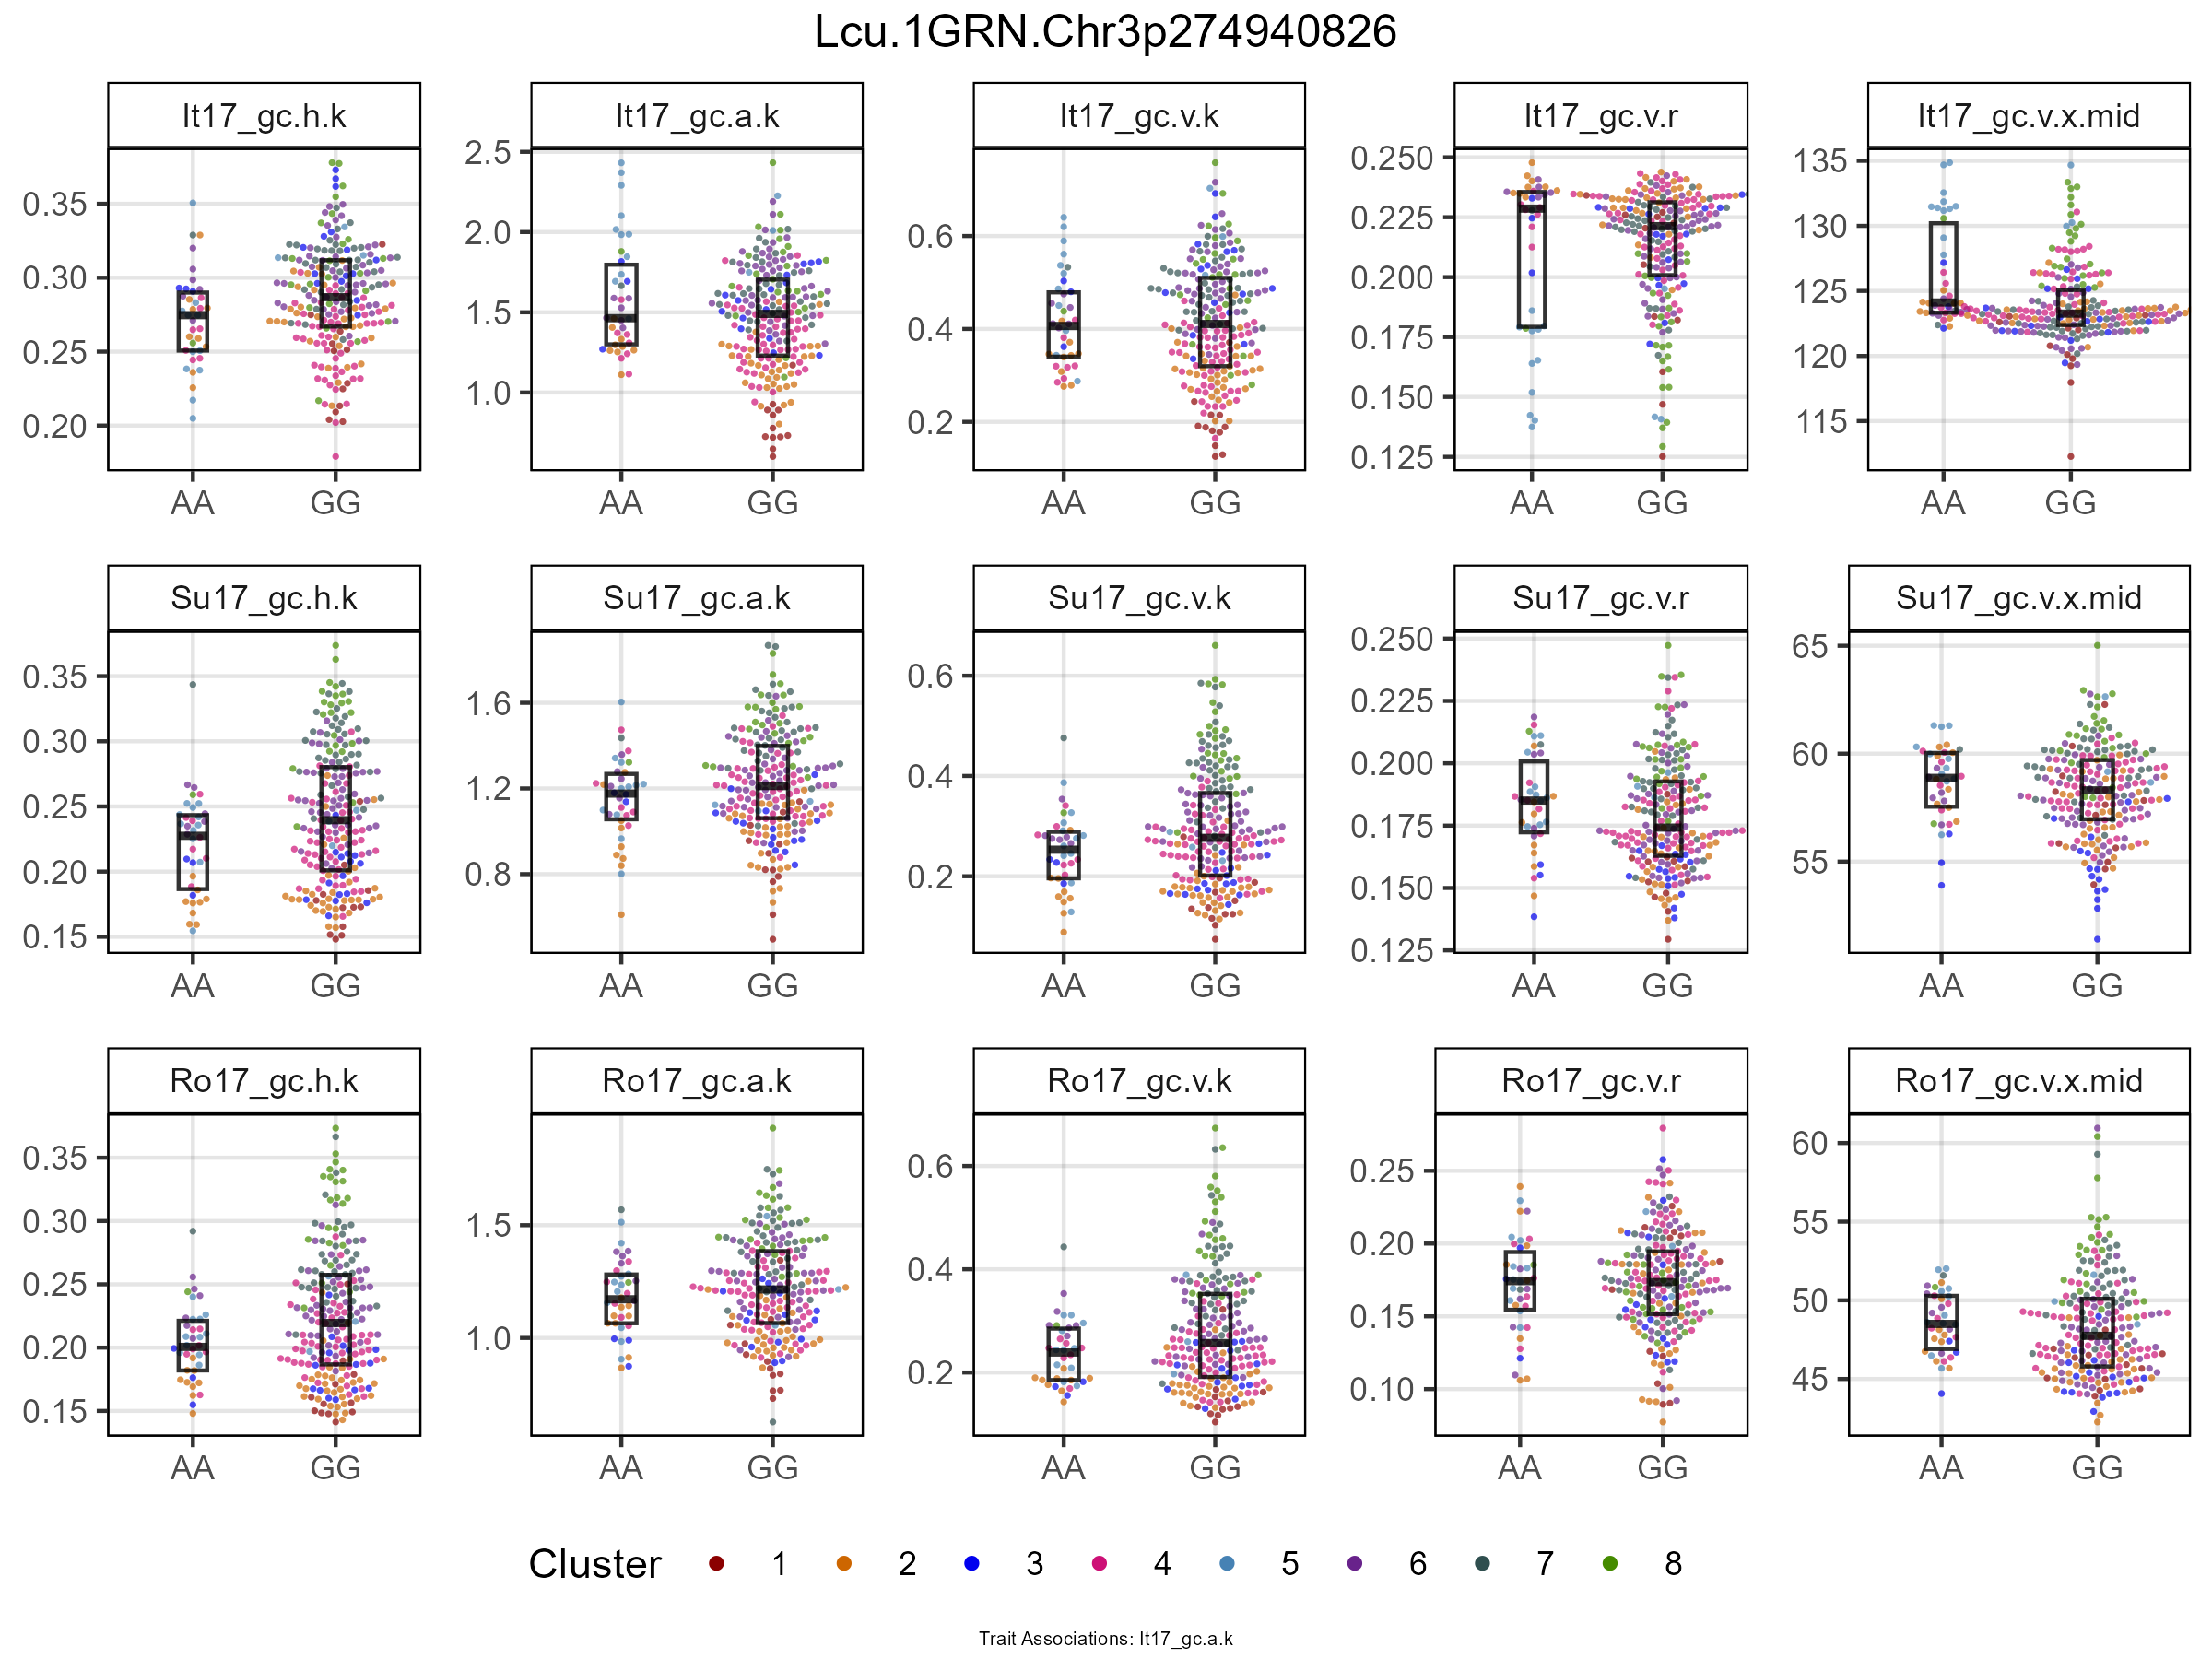 Lcu.1GRN.Chr3p274940826
It17_gc.h.k It17_gc.a.k It17_gc.v.k It17_gc.v.r It17_gc.v.x.mid
0.35 0.30 0.25 0.20
2.5 2.0 1.5 1.0
0.6 0.4 0.2
0.250 0.225 0.200 0.175 0.150 0.125
135 130 125 120 115
AA GG AA GG AA GG AA GG AA GG
Su17_gc.h.k Su17_gc.a.k Su17_gc.v.k Su17_gc.v.r Su17_gc.v.x.mid
0.35 0.30 0.25 0.20 0.15
1.6 1.2 0.8
0.6 0.4 0.2
0.250 0.225 0.200 0.175 0.150 0.125
65 60 55
AA GG AA GG AA GG AA GG AA GG
Ro17_gc.h.k Ro17_gc.a.k Ro17_gc.v.k Ro17_gc.v.r Ro17_gc.v.x.mid
0.35 0.30 0.25 0.20 0.15
1.5 1.0
0.6 0.4 0.2
0.25 0.20 0.15 0.10
60 55 50 45
AA GG AA GG AA GG AA GG AA GG
Cluster 1 2 3 4 5 6 7 8
Trait Associations: It17_gc.a.k